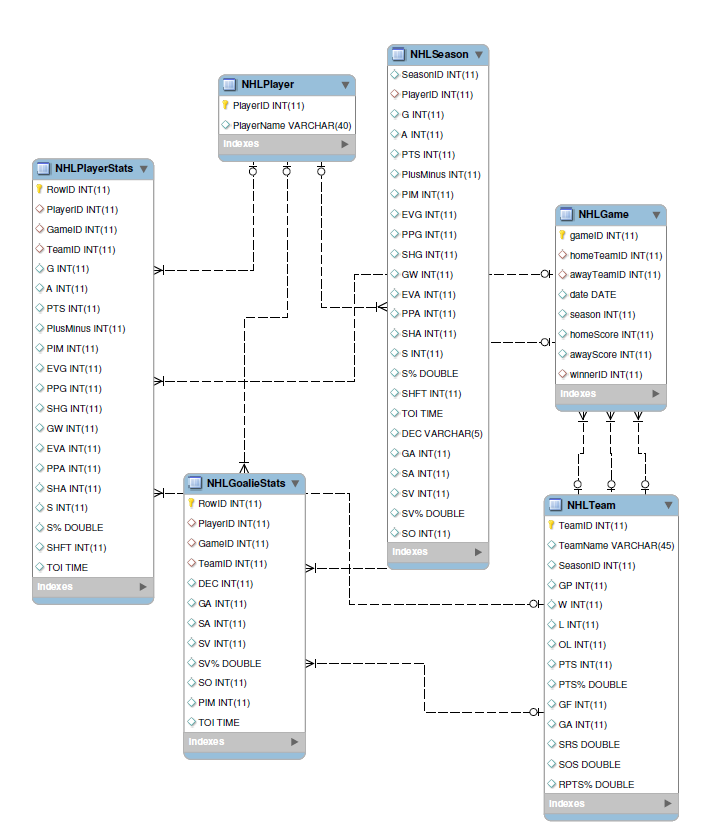 NHLPlayer
PlayerID INT(11)
PlayerName VARCHAR(40)
Indexes
NHLSeason
SeasonID INT(11)
PlayerID INT(11)
G INT(11)
A INT(11)
PTS INT(11)
PlusMinus INT(11)
PIM INT(11)
EVG INT(11)
PPG INT(11)
SHG INT(11)
GW INT(11)
EVA INT(11)
PPA INT(11)
SHA INT(11)
S INT(11)
S% DOUBLE
SHFT INT(11)
TOI TIME
DEC VARCHAR(5)
GA INT(11)
SA INT(11)
SV INT(11)
SV% DOUBLE
SO INT(11)
Indexes
NHLPlayerStats
RowID INT(11)
PlayerID INT(11)
GameID INT(11)
TeamID INT(11)
G INT(11)
A INT(11)
PTS INT(11)
PlusMinus INT(11)
PIM INT(11)
EVG INT(11)
PPG INT(11)
SHG INT(11)
GW INT(11)
EVA INT(11)
PPA INT(11)
SHA INT(11)
S INT(11)
S% DOUBLE
SHFT INT(11)
TOI TIME
Indexes
NHLGame
gameID INT(11)
homeTeamID INT(11)
awayTeamID INT(11)
date DATE
season INT(11)
homeScore INT(11)
awayScore INT(11)
winnerID INT(11)
Indexes
NHLGoalieStats
RowID INT(11)
PlayerID INT(11)
GameID INT(11)
TeamID INT(11)
DEC INT(11)
GA INT(11)
SA INT(11)
SV INT(11)
SV% DOUBLE
SO INT(11)
PIM INT(11)
TOI TIME
Indexes
NHLTeam
TeamID INT(11)
TeamName VARCHAR(45)
SeasonID INT(11)
GP INT(11)
W INT(11)
L INT(11)
OL INT(11)
PTS INT(11)
PTS% DOUBLE
GF INT(11)
GA INT(11)
SRS DOUBLE
SOS DOUBLE
RPTS% DOUBLE
Indexes